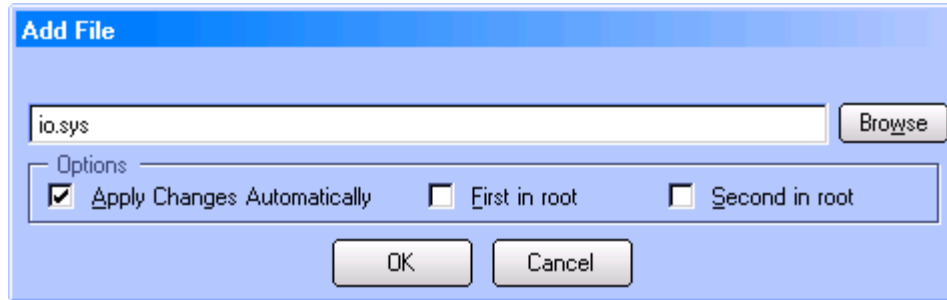 Add File
io.sys
Browse
Options
Apply Changes Automatically First in root Second in root
OK Cancel